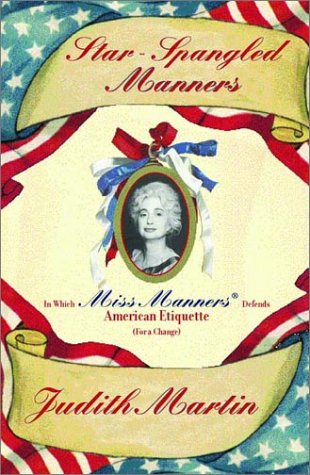 Star-Spangled
Manners
In Which Miss Manners® Defends
American Etiquette
(For a Change)
Judith Martin